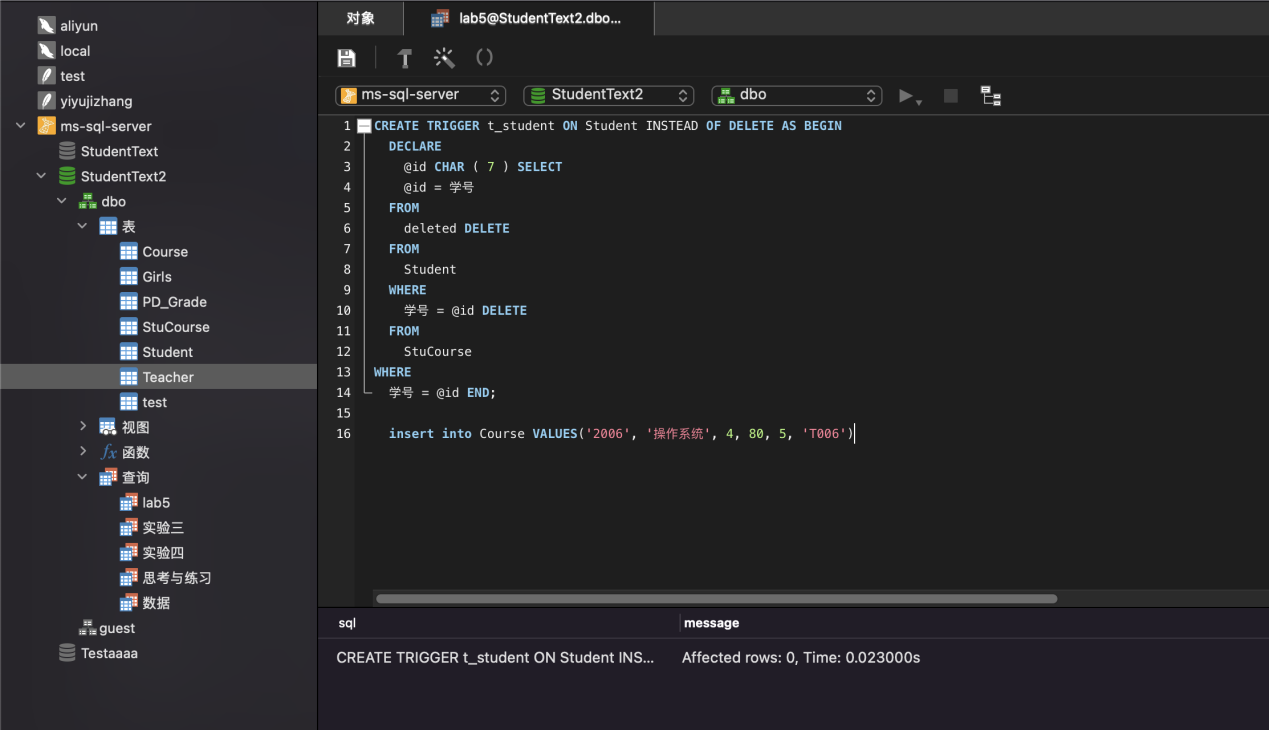 aliyun
local
test
yiyujizhang
ms-sql-server
StudentText
StudentText2
dbo
表
Course
Girls
PD_Grade
StuCourse
Student
Teacher
test
视图
fx 函数
查询
lab5
实验三
实验四
思考与练习
数据
guest
Testaaaa
对象
lab5@StudentText2.dbo...
ms-sql-server
StudentText2
dbo
1 CREATE TRIGGER t_student ON Student INSTEAD OF DELETE AS BEGIN
2 DECLARE
3 @id CHAR ( 7 ) SELECT
4 @id = 学号
5 FROM
6 deleted DELETE
7 FROM
8 Student
9 WHERE
10 学号 = @id DELETE
11 FROM
12 StuCourse
13 WHERE
14 学号 = @id END;
15
16 insert into Course VALUES('2006', '操作系统', 4, 80, 5, 'T006')
sql message
CREATE TRIGGER t_student ON Student INS... Affected rows: 0, Time: 0.023000s